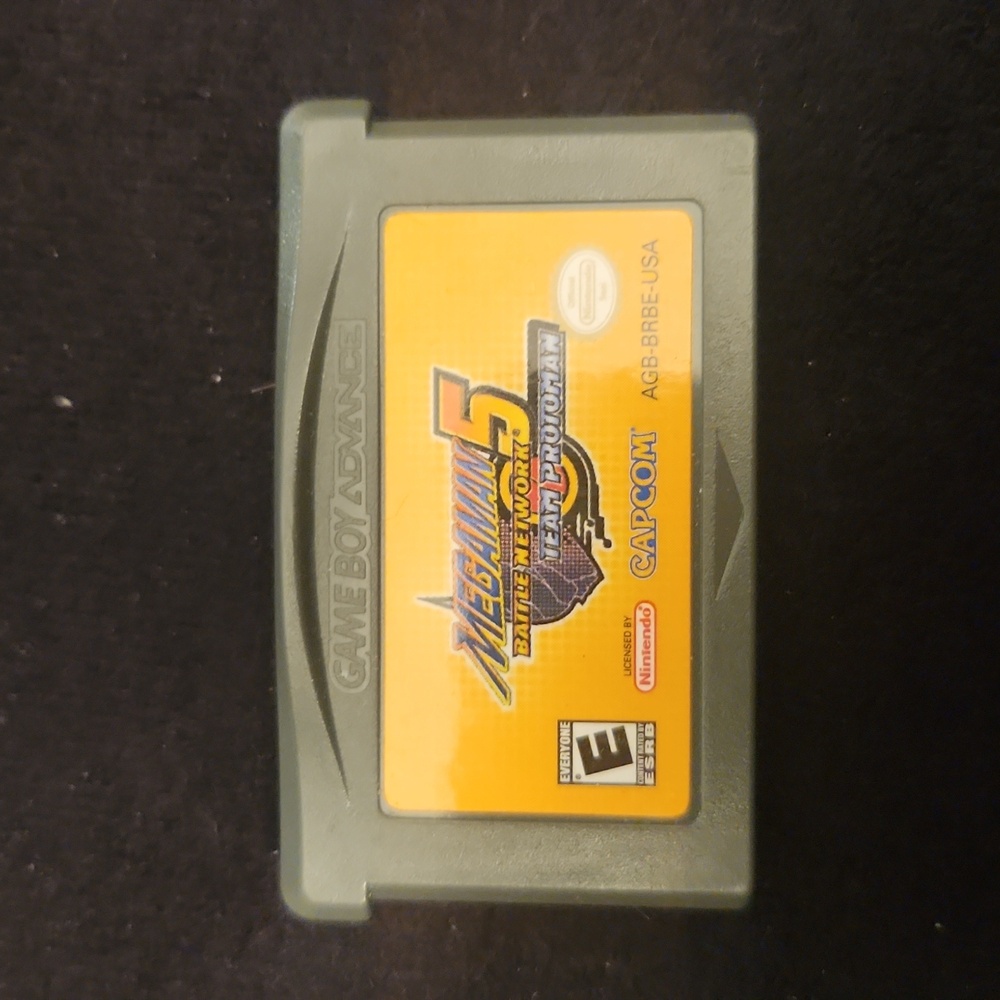 GAME BOY ADVANCE
MEGAMAN 5
BATTLE NETWORK®
TEAM PROTOMAN
EVERYONE
E
®
CONTENT RATED BY
ESRB
LICENSED BY
Nintendo®
CAPCOM®
AGB-BRBE-USA